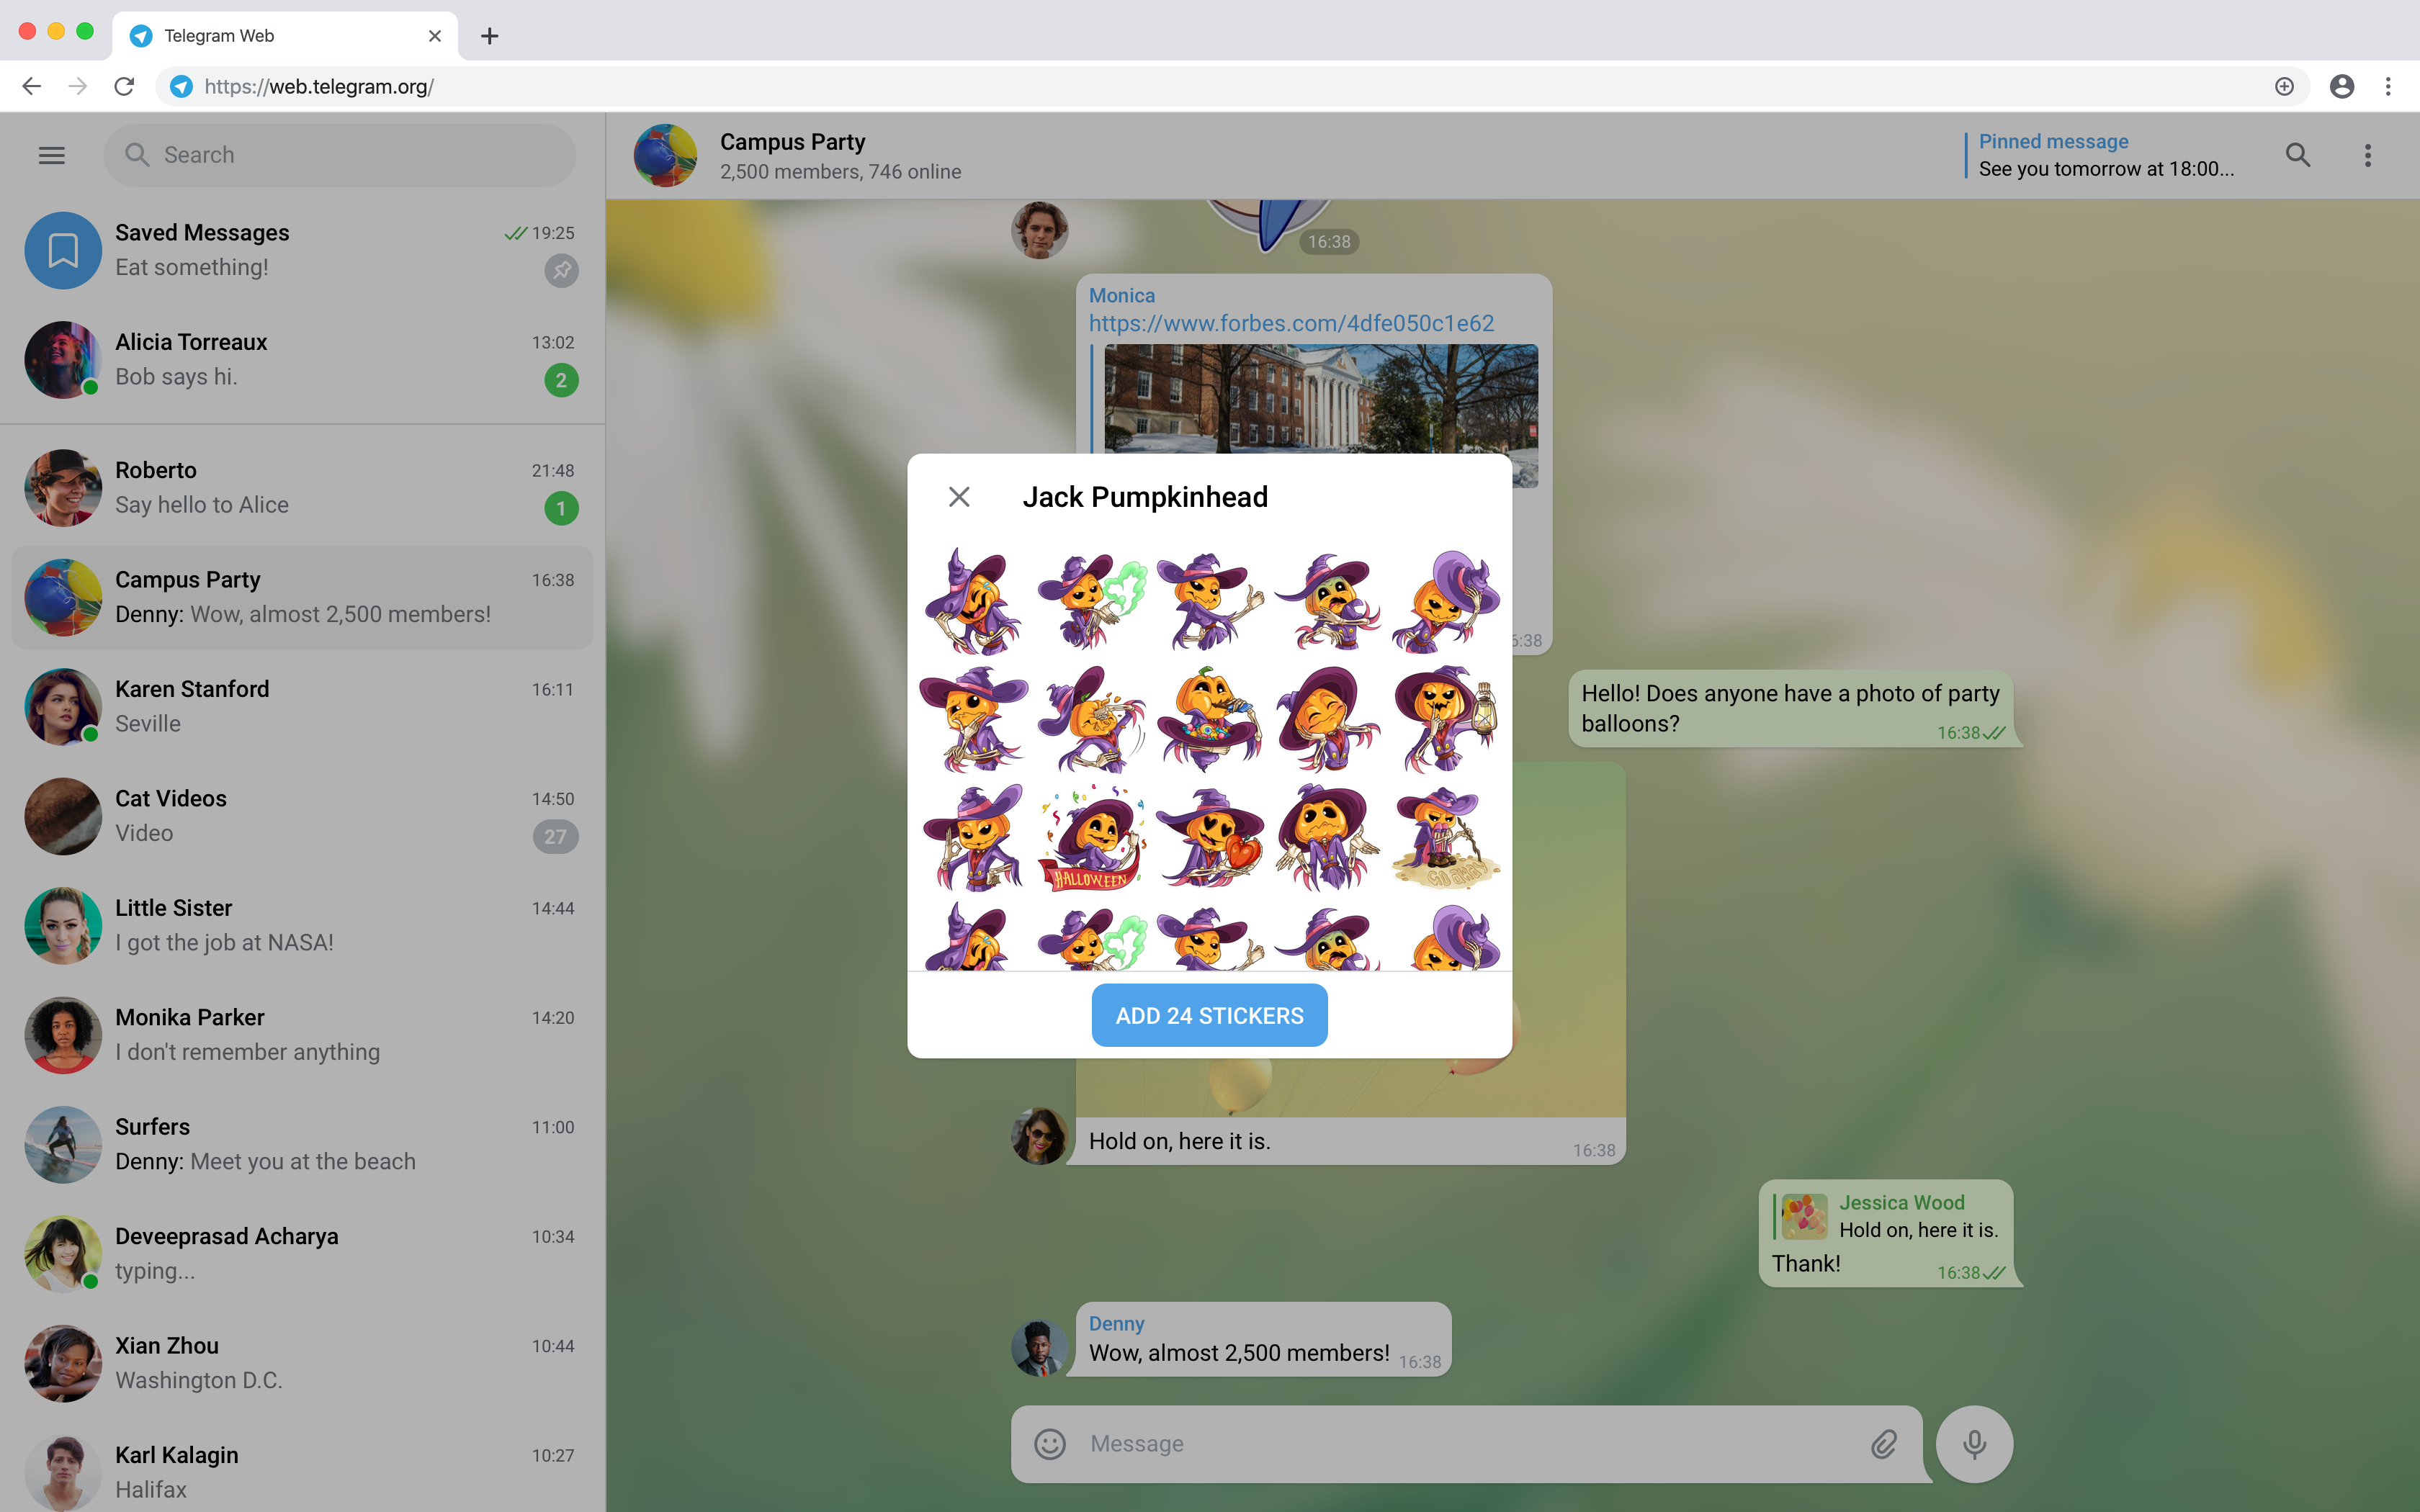 Telegram Web
https://web.telegram.org/
Search
Saved Messages
19:25
Eat something!
Alicia Torreaux
13:02
Bob says hi.
2
Roberto
21:48
Say hello to Alice
1
Campus Party
16:38
Denny: Wow, almost 2,500 members!
Karen Stanford
16:11
Seville
Cat Videos
14:50
Video
27
Little Sister
14:44
I got the job at NASA!
Monika Parker
14:20
I don't remember anything
Surfers
11:00
Denny: Meet you at the beach
Deveeprasad Acharya
10:34
typing...
Xian Zhou
10:44
Washington D.C.
Karl Kalagin
10:27
Halifax
Campus Party
2,500 members, 746 online
Pinned message
See you tomorrow at 18:00...
16:38
Monica
https://www.forbes.com/4dfe050c1e62
6:38
Hello! Does anyone have a photo of party
balloons?
16:38
Jack Pumpkinhead
HALLOWEEN
GO AWAY
ADD 24 STICKERS
Hold on, here it is.
16:38
Jessica Wood
Hold on, here it is.
Thank!
16:38
Denny
Wow, almost 2,500 members!
16:38
Message